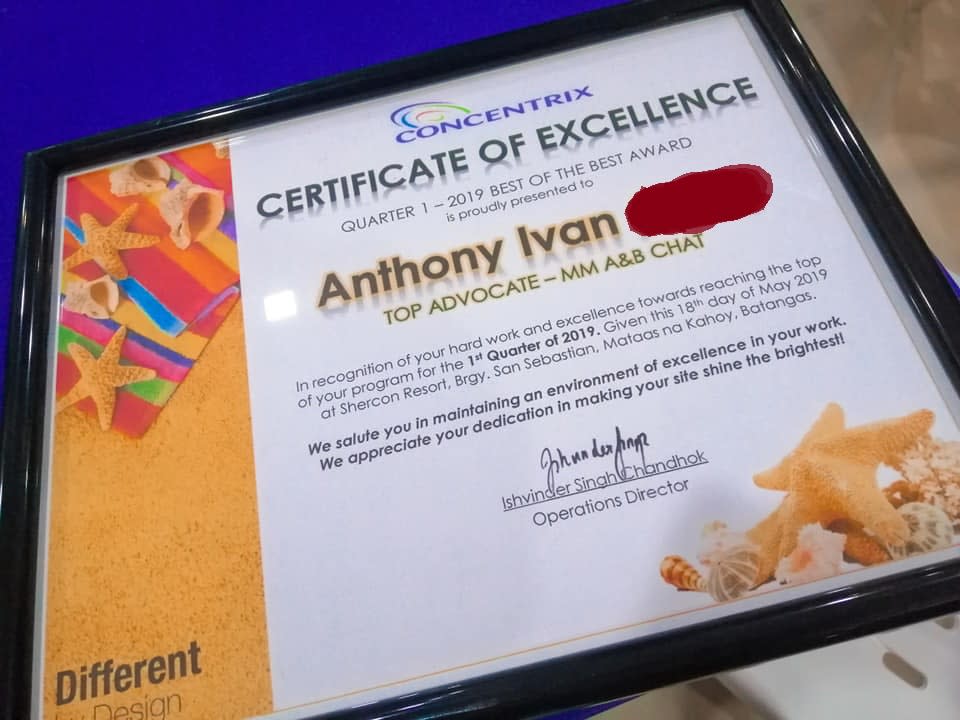 CONCENTRIX
CERTIFICATE OF EXCELLENCE
QUARTER 1 – 2019 BEST OF THE BEST AWARD
is proudly presented to
Anthony Ivan
TOP ADVOCATE – MM A&B CHAT
In recognition of your hard work and excellence towards reaching the top
of your program for the 1st Quarter of 2019. Given this 18th day of May 2019
at Shercon Resort, Brgy. San Sebastian, Mataas na Kahoy, Batangas.
We salute you in maintaining an environment of excellence in your work.
We appreciate your dedication in making your site shine the brightest!
Ishvinder Singh Chandhok
Operations Director
Different
by Design